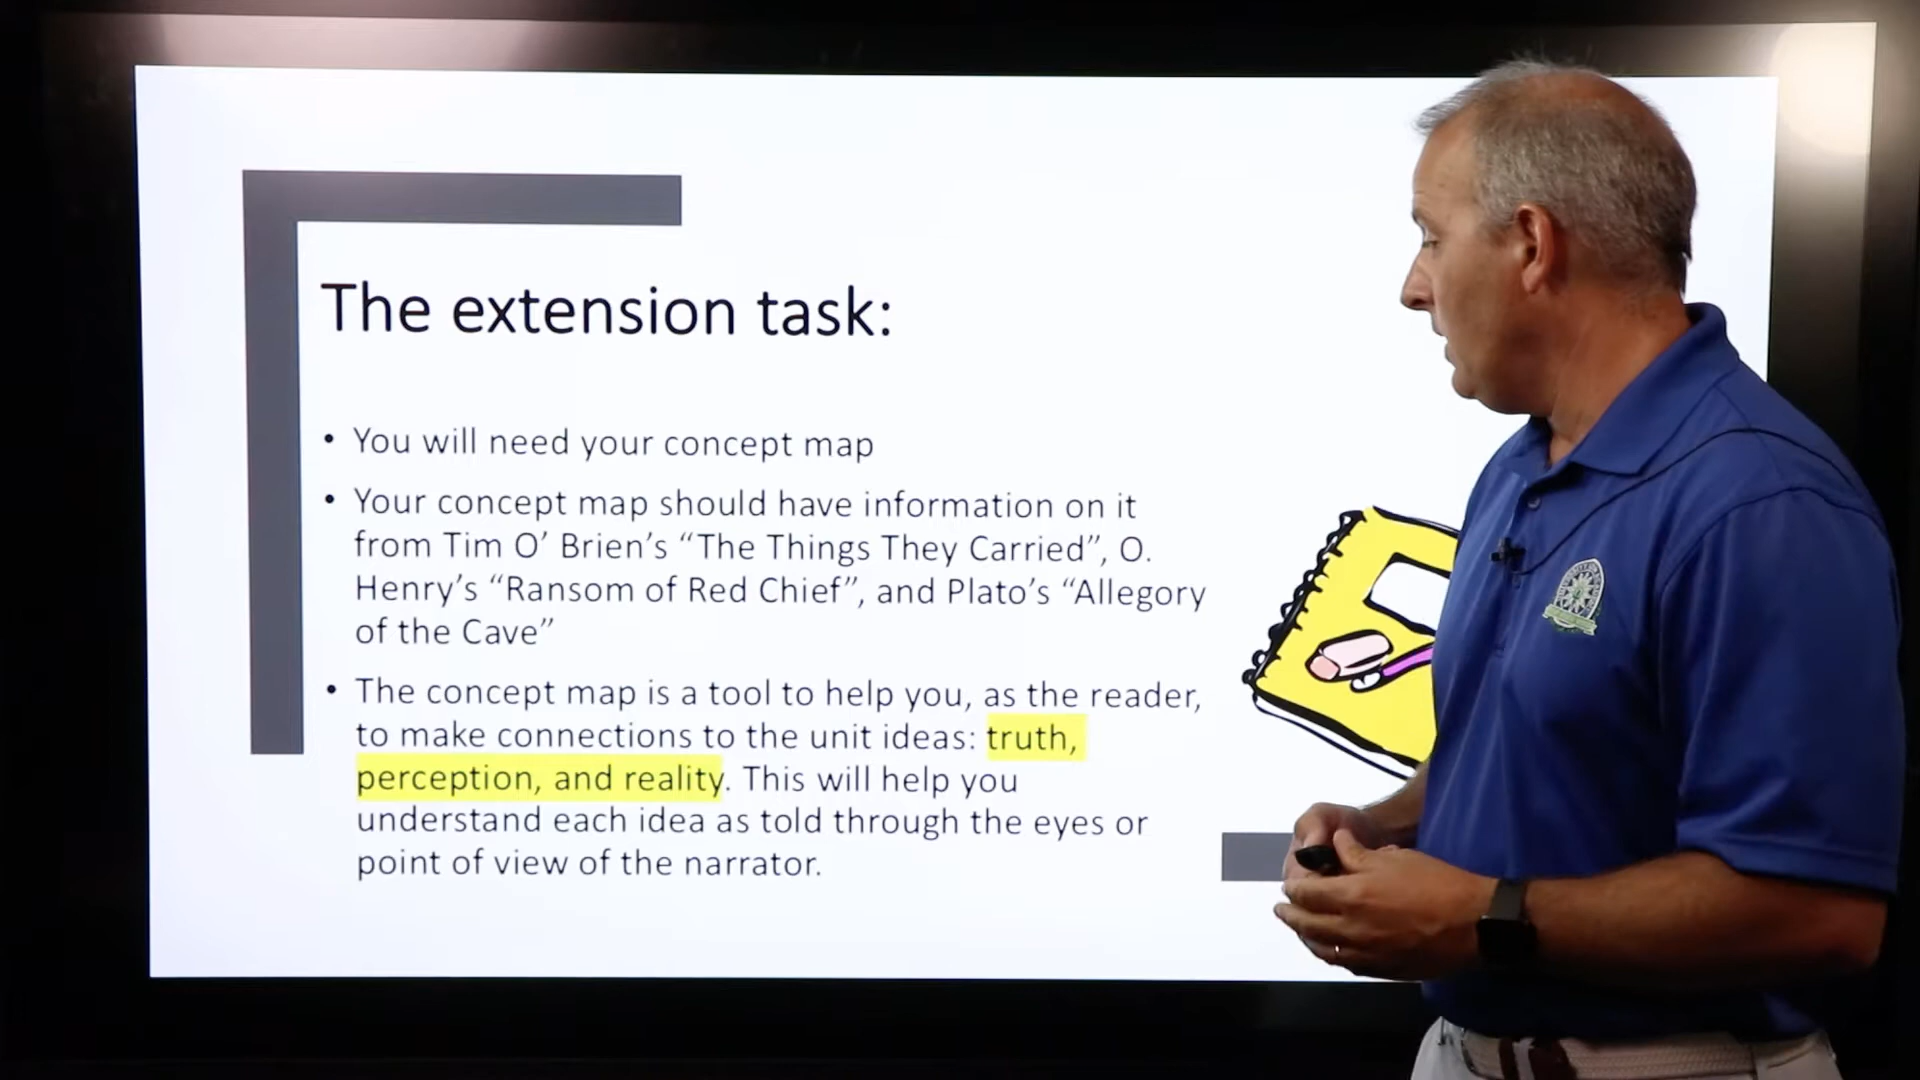 The extension task:
• You will need your concept map
• Your concept map should have information on it
from Tim O’ Brien’s “The Things They Carried”, O.
Henry’s “Ransom of Red Chief”, and Plato’s “Allegory
of the Cave”
• The concept map is a tool to help you, as the reader,
to make connections to the unit ideas: truth,
perception, and reality. This will help you
understand each idea as told through the eyes or
point of view of the narrator.